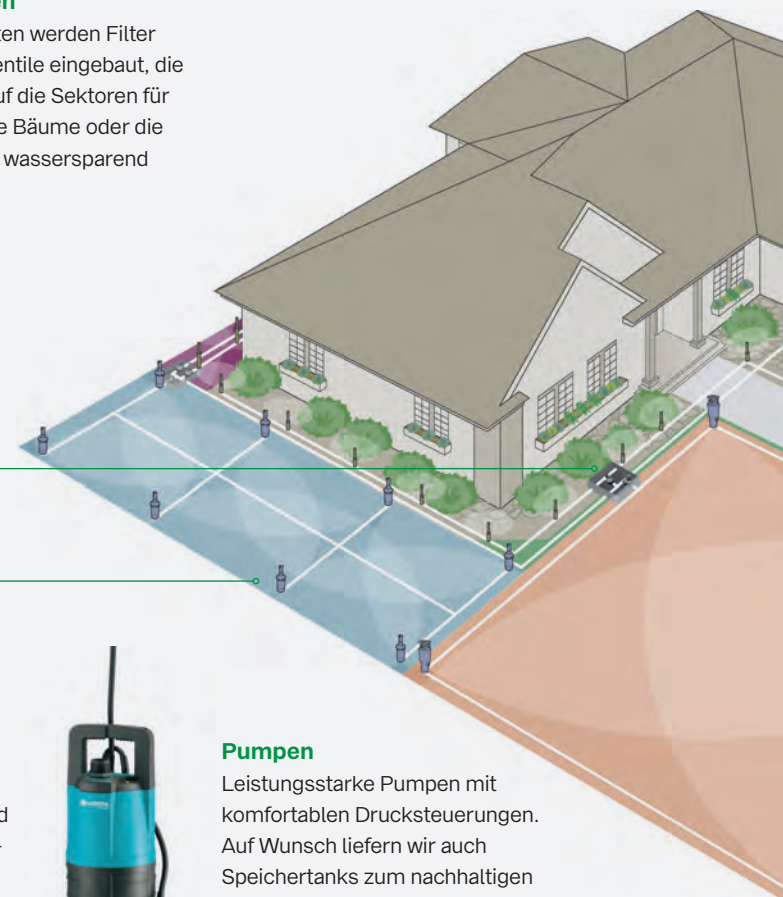 en
ten werden Filter
entile eingebaut, die
uf die Sektoren für
e Bäume oder die
wassersparend
d
Pumpen
Leistungsstarke Pumpen mit
komfortablen Drucksteuerungen.
Auf Wunsch liefern wir auch
Speichertanks zum nachhaltigen